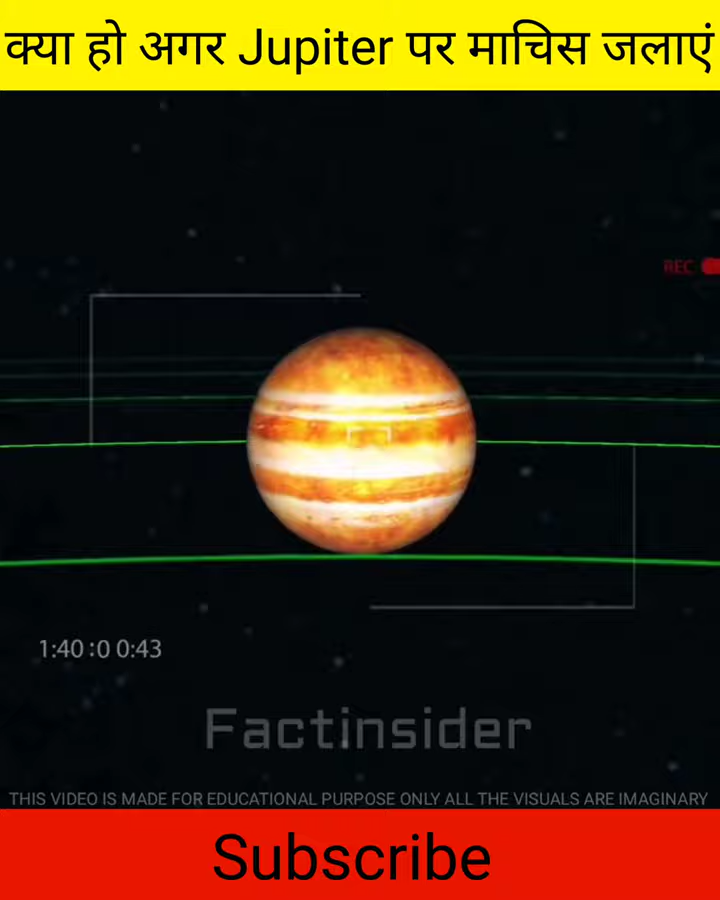 क्या हो अगर Jupiter पर माचिस जलाएं
REC
1:40:0 0:43
Factinsider
THIS VIDEO IS MADE FOR EDUCATIONAL PURPOSE ONLY ALL THE VISUALS ARE IMAGINARY
Subscribe